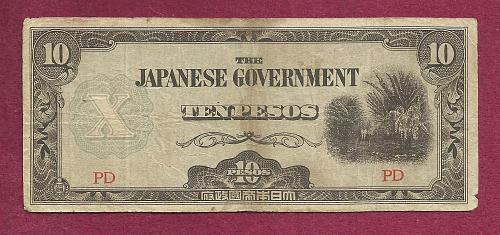 10 THE 10
JAPANESE GOVERNMENT
TEN PESOS
X
PD PD
10
PESOS
府政國帝本日大